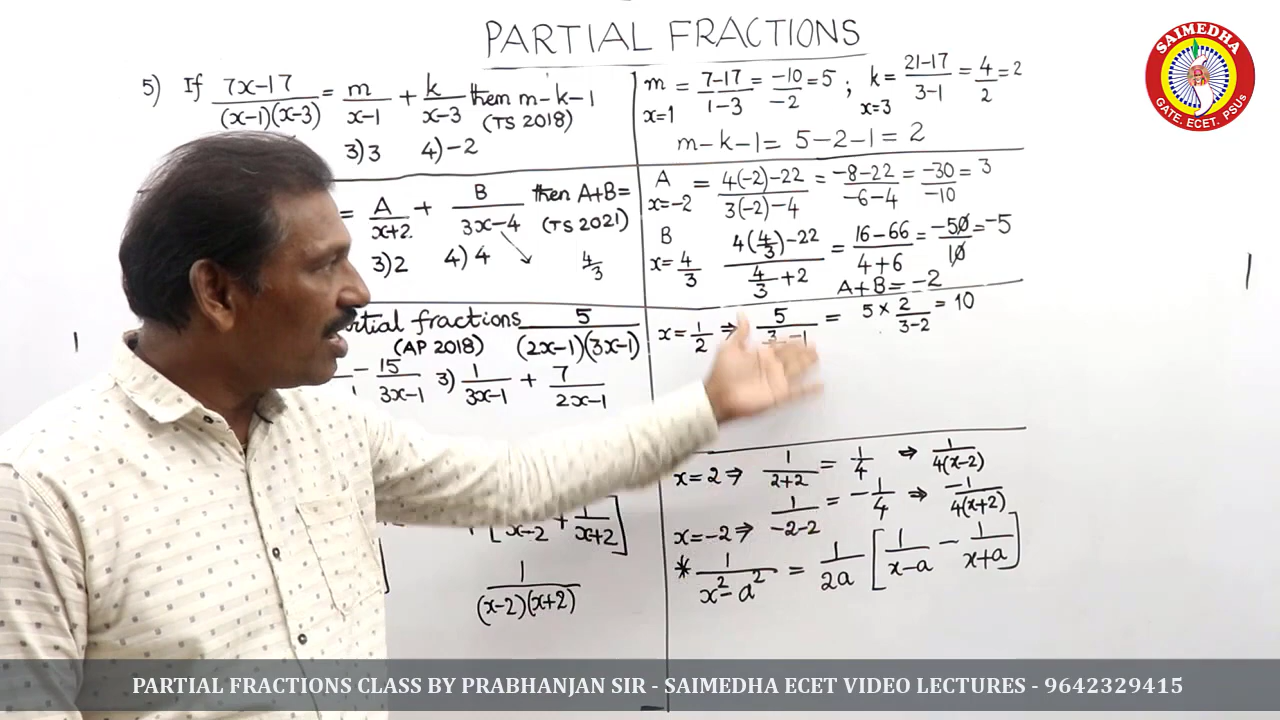 PARTIAL FRACTIONS
SAIMEDHA
GATE. ECET. PSUs
5) If (7x-17)/((x-1)(x-3)) = m/(x-1) + k/(x-3) then m-k-1
(TS 2018)
3) 3 4) -2
m x=1 = (7-17)/(1-3) = -10/-2 = 5 ; k x=3 = (21-17)/(3-1) = 4/2 = 2
m-k-1 = 5-2-1 = 2
= A/(x+2) + B/(3x-4) then A+B=
(TS 2021)
3) 2 4) 4 4/3
A x=-2 = (4(-2)-22)/(3(-2)-4) = (-8-22)/(-6-4) = -30/-10 = 3
B x=4/3 (4(4/3)-22)/(4/3+2) = (16-66)/(4+6) = -50/10 = -5
A+B = -2
partial fractions 5/((2x-1)(3x-1))
(AP 2018)
- 15/(3x-1) 3) 1/(3x-1) + 7/(2x-1)
x=1/2 ⇒ 5/(3 -1) = 5×2/(3-2) = 10
x-2 + 1/(x+2)]
1/((x-2)(x+2))
x=2 ⇒ 1/(2+2) = 1/4 ⇒ 1/(4(x-2))
x=-2 ⇒ 1/(-2-2) = -1/4 ⇒ -1/(4(x+2))
* 1/(x²-a²) = 1/2a [1/(x-a) - 1/(x+a)]
PARTIAL FRACTIONS CLASS BY PRABHANJAN SIR - SAIMEDHA ECET VIDEO LECTURES - 9642329415